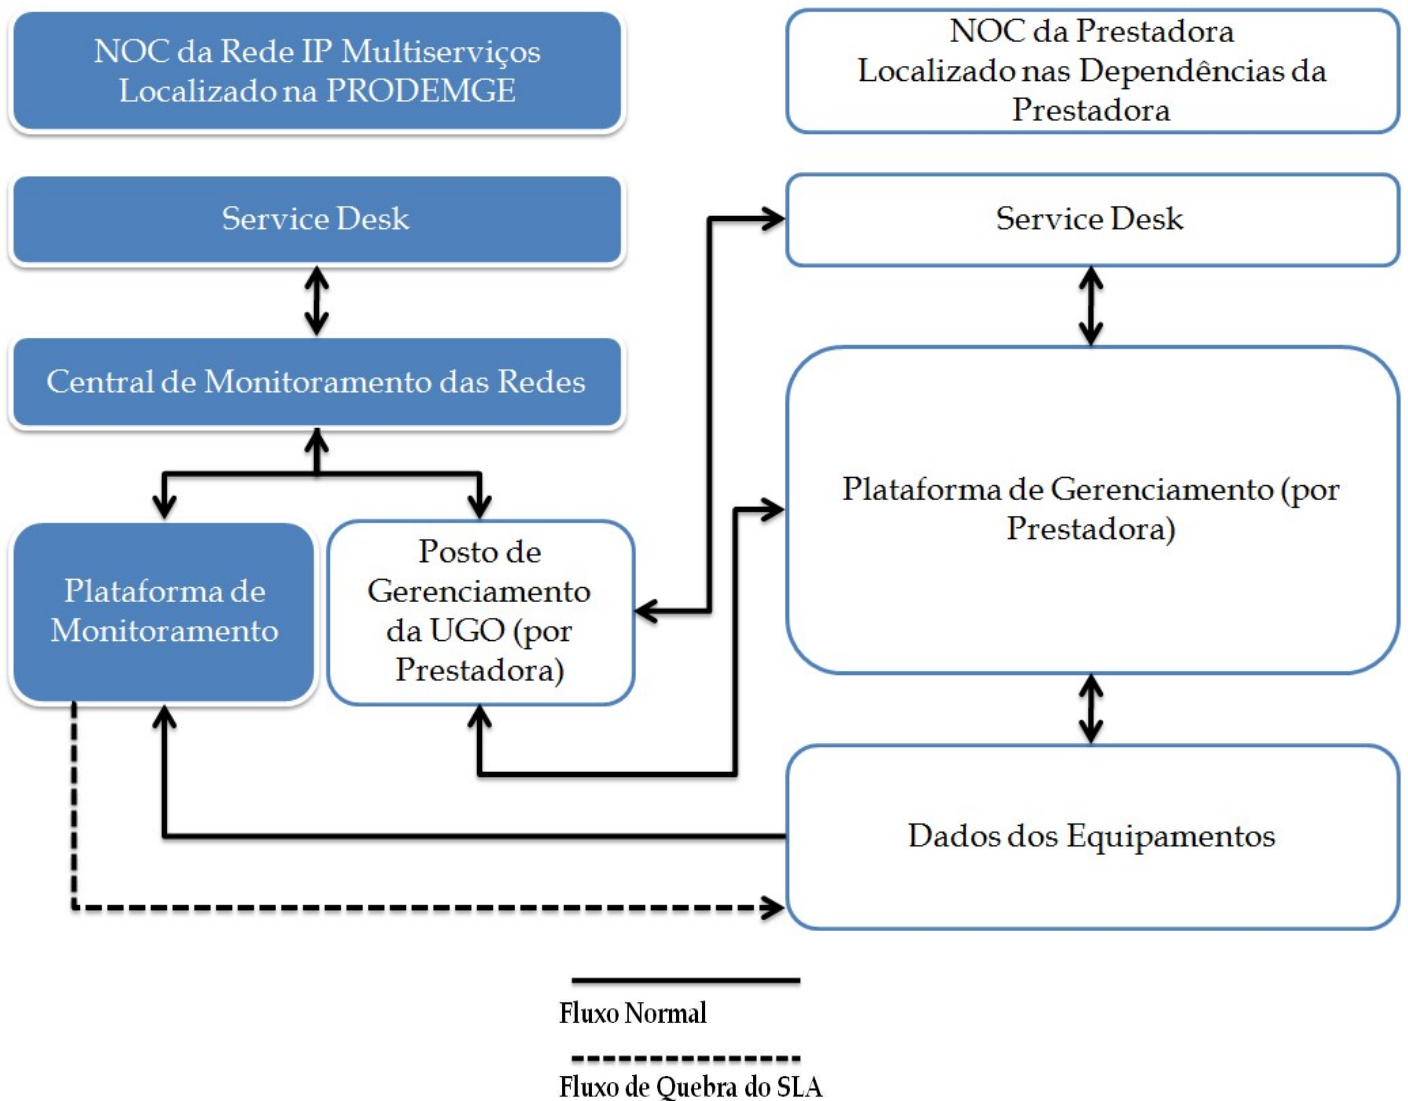 NOC da Rede IP Multiserviços
Localizado na PRODEMGE
NOC da Prestadora
Localizado nas Dependências da
Prestadora
Service Desk
Service Desk
Central de Monitoramento das Redes
Plataforma de
Monitoramento
Posto de
Gerenciamento
da UGO (por
Prestadora)
Plataforma de Gerenciamento (por
Prestadora)
Dados dos Equipamentos
Fluxo Normal
Fluxo de Quebra do SLA